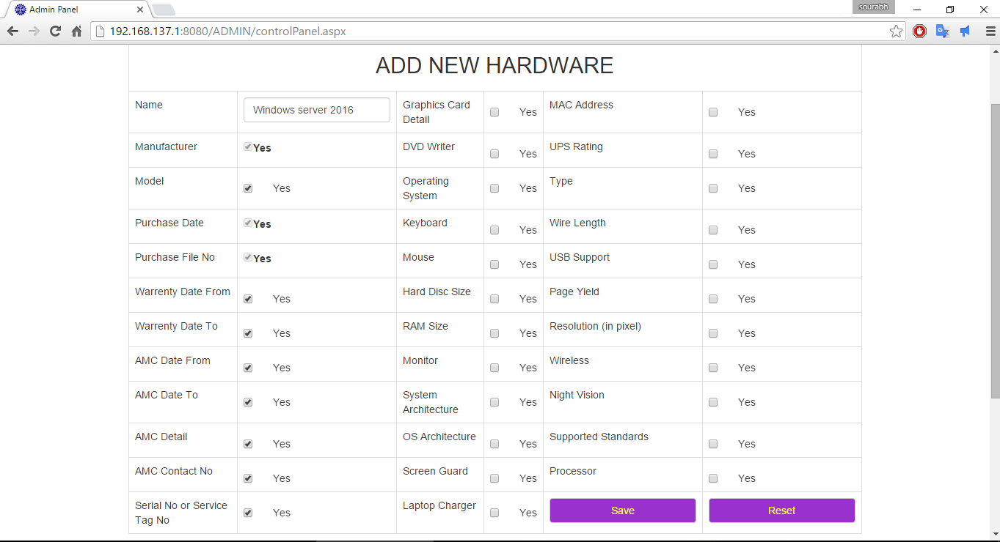 Admin Panel
sourabh
192.168.137.1:8080/ADMIN/controlPanel.aspx
ADD NEW HARDWARE
Name
Windows server 2016
Graphics Card
Detail
Yes
MAC Address
Yes
Manufacturer
Yes
DVD Writer
Yes
UPS Rating
Yes
Model
Yes
Operating
System
Yes
Type
Yes
Purchase Date
Yes
Keyboard
Yes
Wire Length
Yes
Purchase File No
Yes
Mouse
Yes
USB Support
Yes
Warrenty Date From
Yes
Hard Disc Size
Yes
Page Yield
Yes
Warrenty Date To
Yes
RAM Size
Yes
Resolution (in pixel)
Yes
AMC Date From
Yes
Monitor
Yes
Wireless
Yes
AMC Date To
Yes
System
Architecture
Yes
Night Vision
Yes
AMC Detail
Yes
OS Architecture
Yes
Supported Standards
Yes
AMC Contact No
Yes
Screen Guard
Yes
Processor
Yes
Serial No or Service
Tag No
Yes
Laptop Charger
Yes
Save
Reset